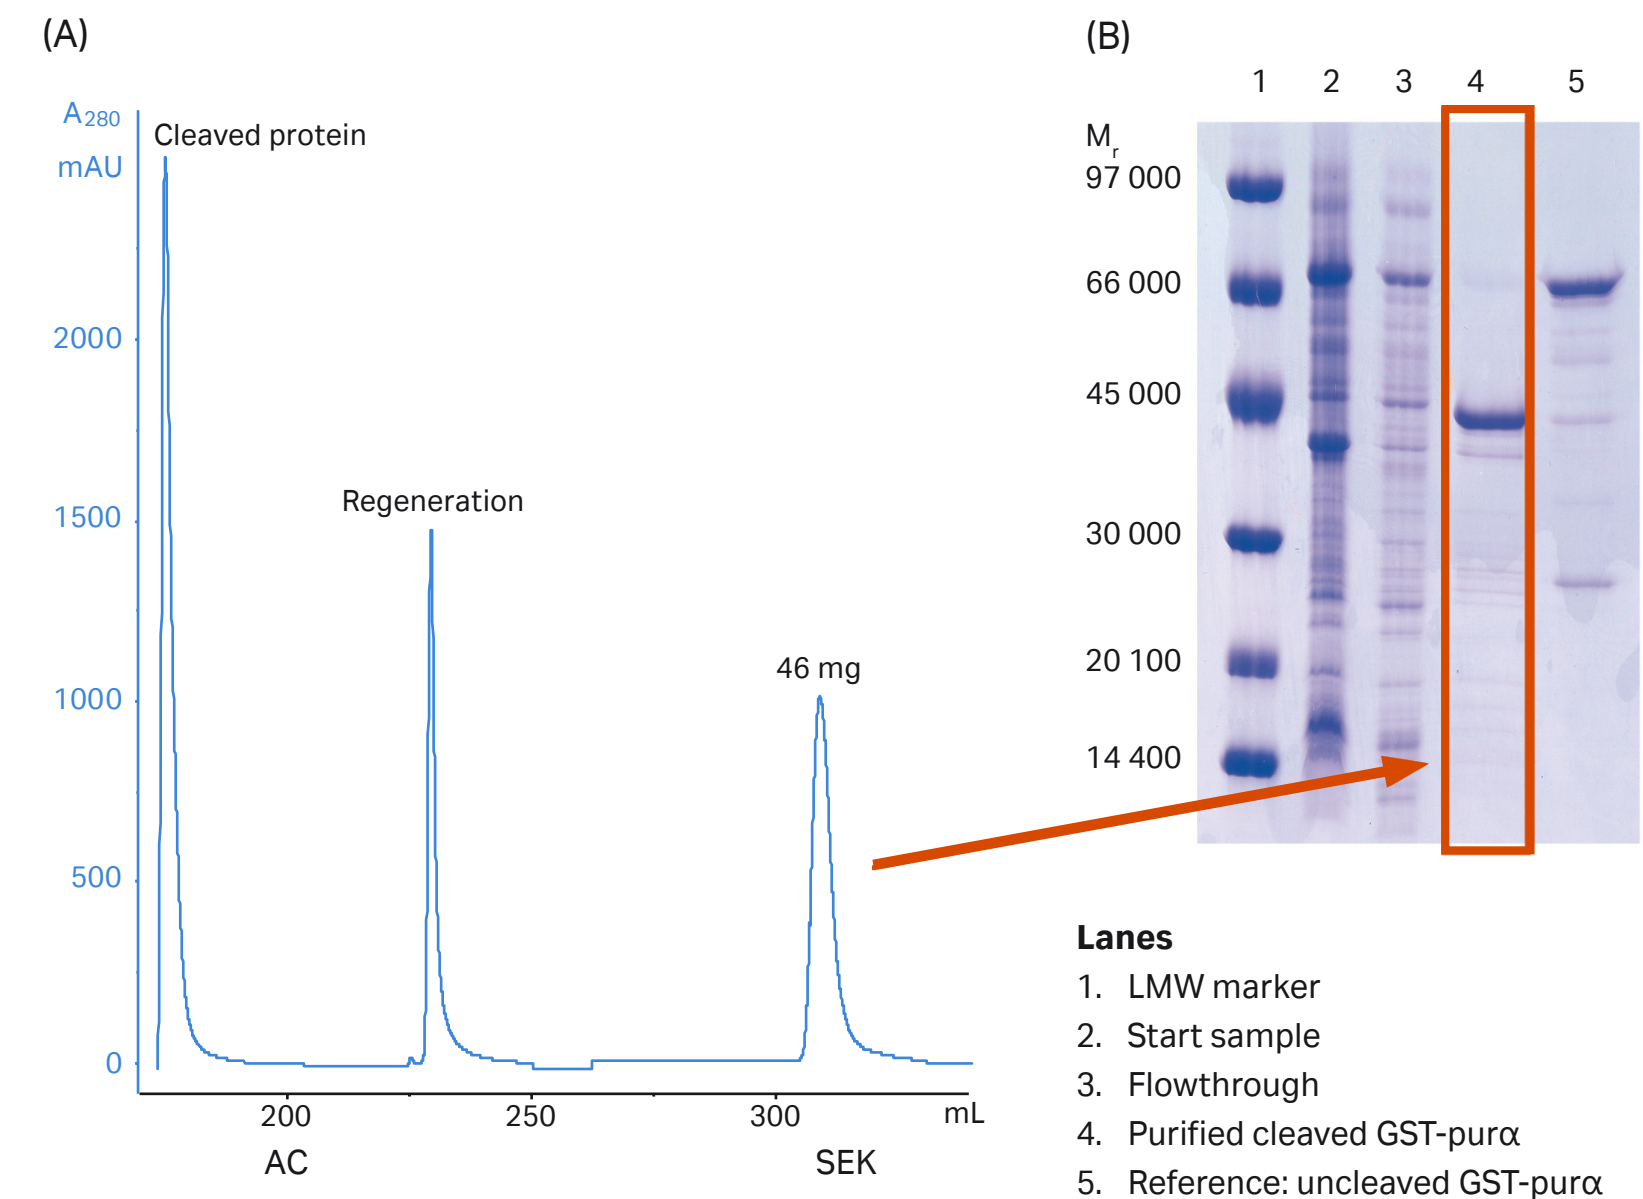 (A)
A280
mAU
Cleaved protein
2000
1500
1000
500
0
Regeneration
46 mg
200
250
300
mL
AC
SEK
(B)
1 2 3 4 5
Mr
97 000
66 000
45 000
30 000
20 100
14 400
Lanes
1. LMW marker
2. Start sample
3. Flowthrough
4. Purified cleaved GST-purα
5. Reference: uncleaved GST-purα